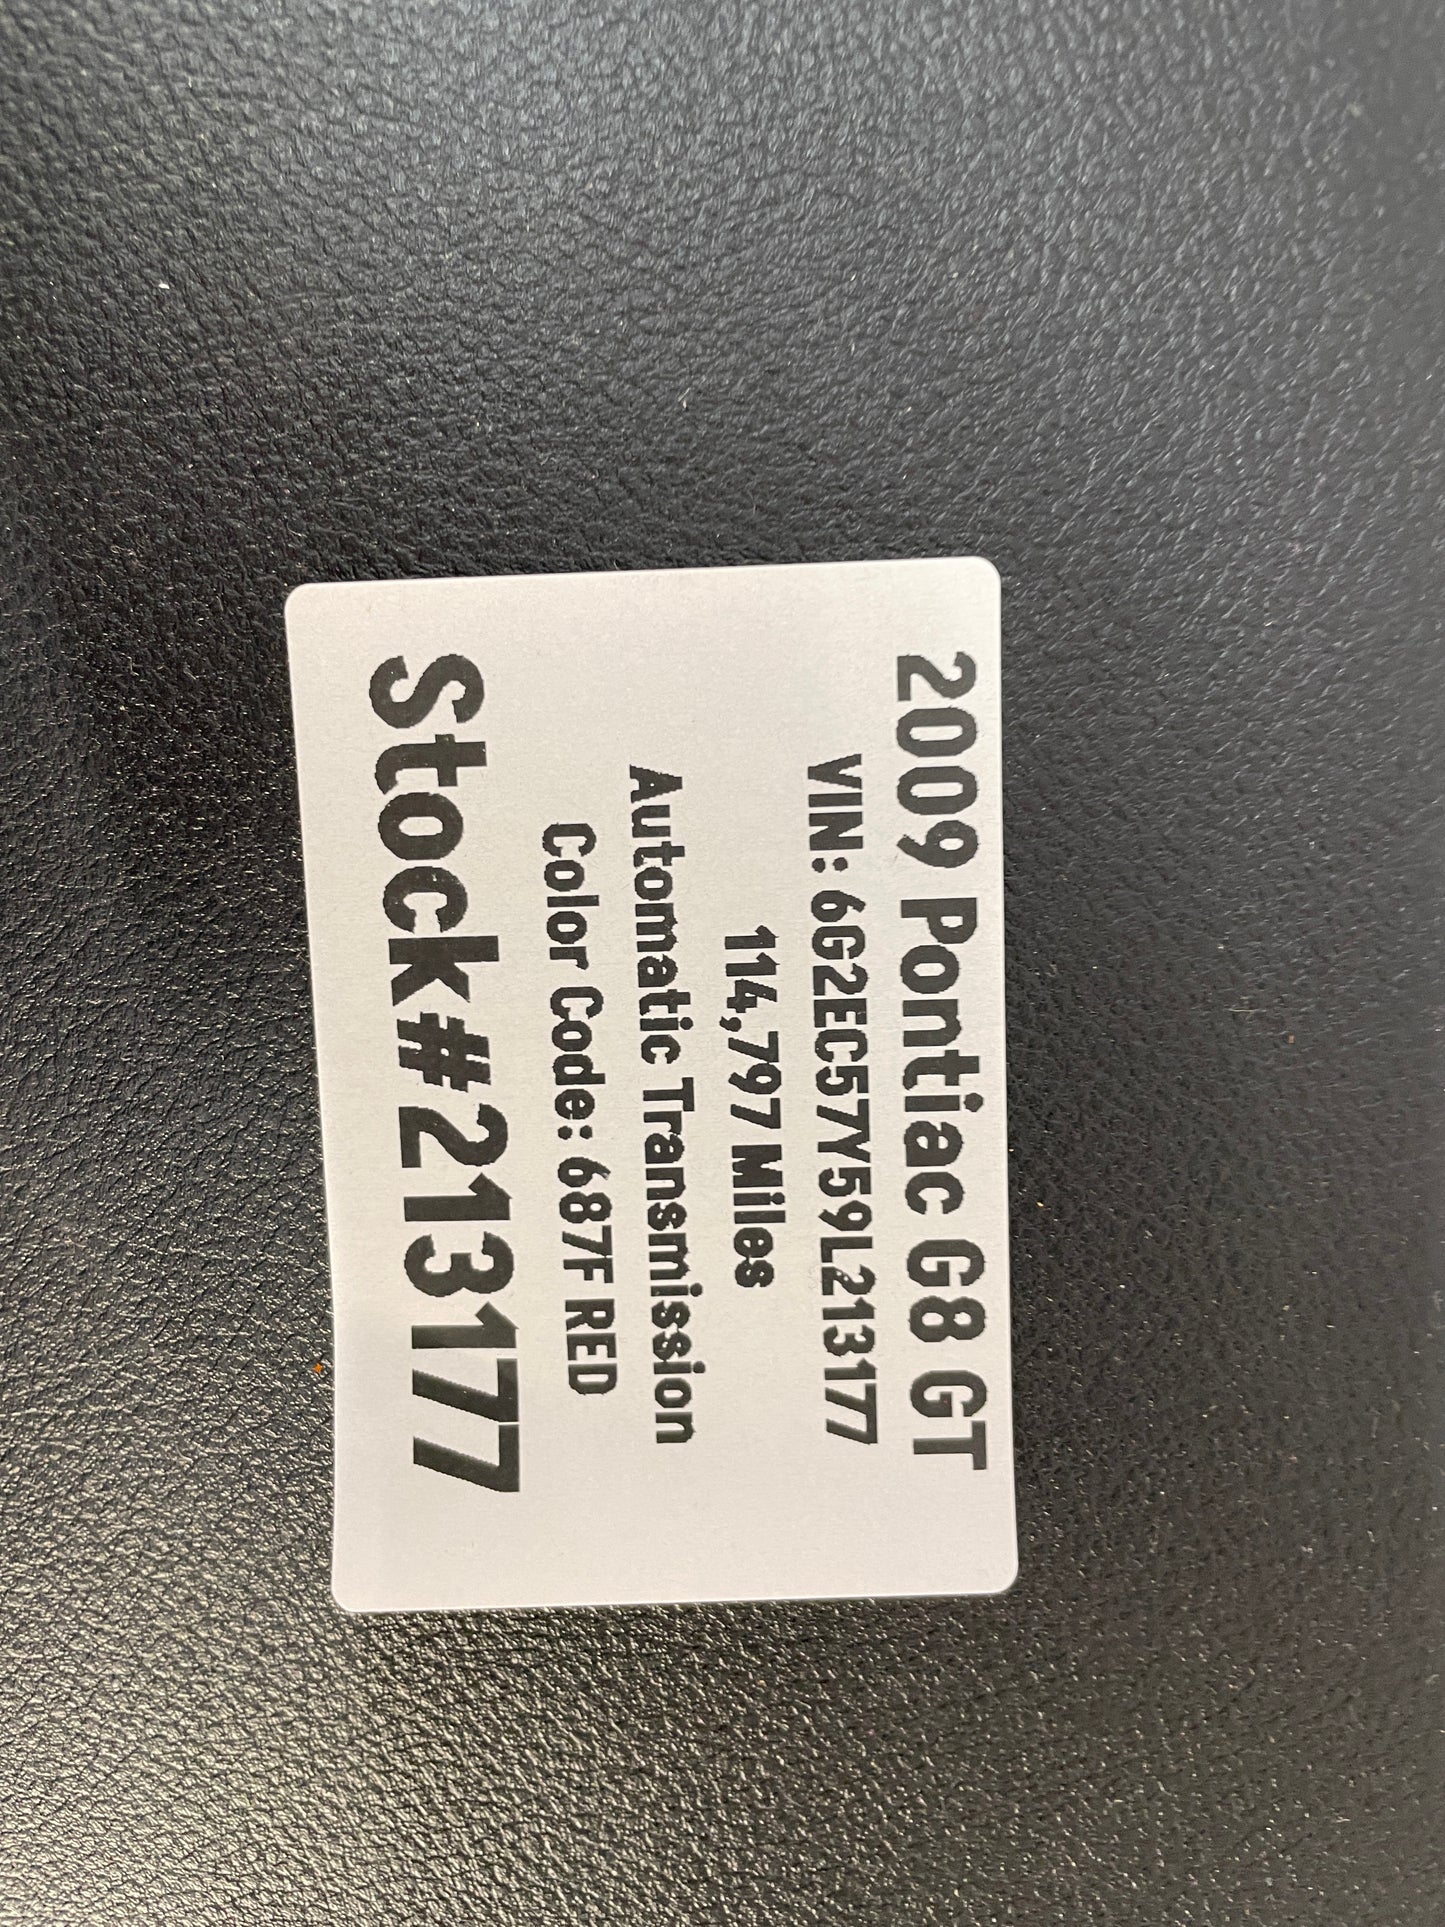 2009 Pontiac G8 GT
VIN: 6G2EC57Y59L213177
114,797 Miles
Automatic Transmission
Color Code: 687F RED
Stock#213177